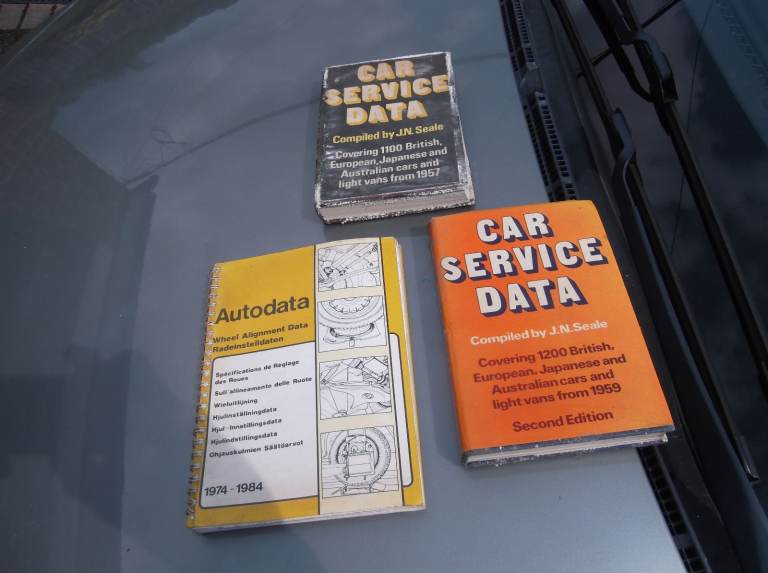 CAR
SERVICE
DATA
Compiled by J.N. Seale
Covering 1100 British,
European, Japanese and
Australian cars and
light vans from 1957
CAR
SERVICE
DATA
Compiled by J.N. Seale
Covering 1200 British,
European, Japanese and
Australian cars and
light vans from 1959
Second Edition
Autodata
Wheel Alignment Data
Radeinstelldaten
Spécifications de Réglage
des Roues
Sull'allineamento delle Ruote
Wieluitlijning
Hjulinställningdata
Hjul-Innstillingsdata
Hjulindstillingsdata
Ohjauskulmien Säätöarvot
1974-1984